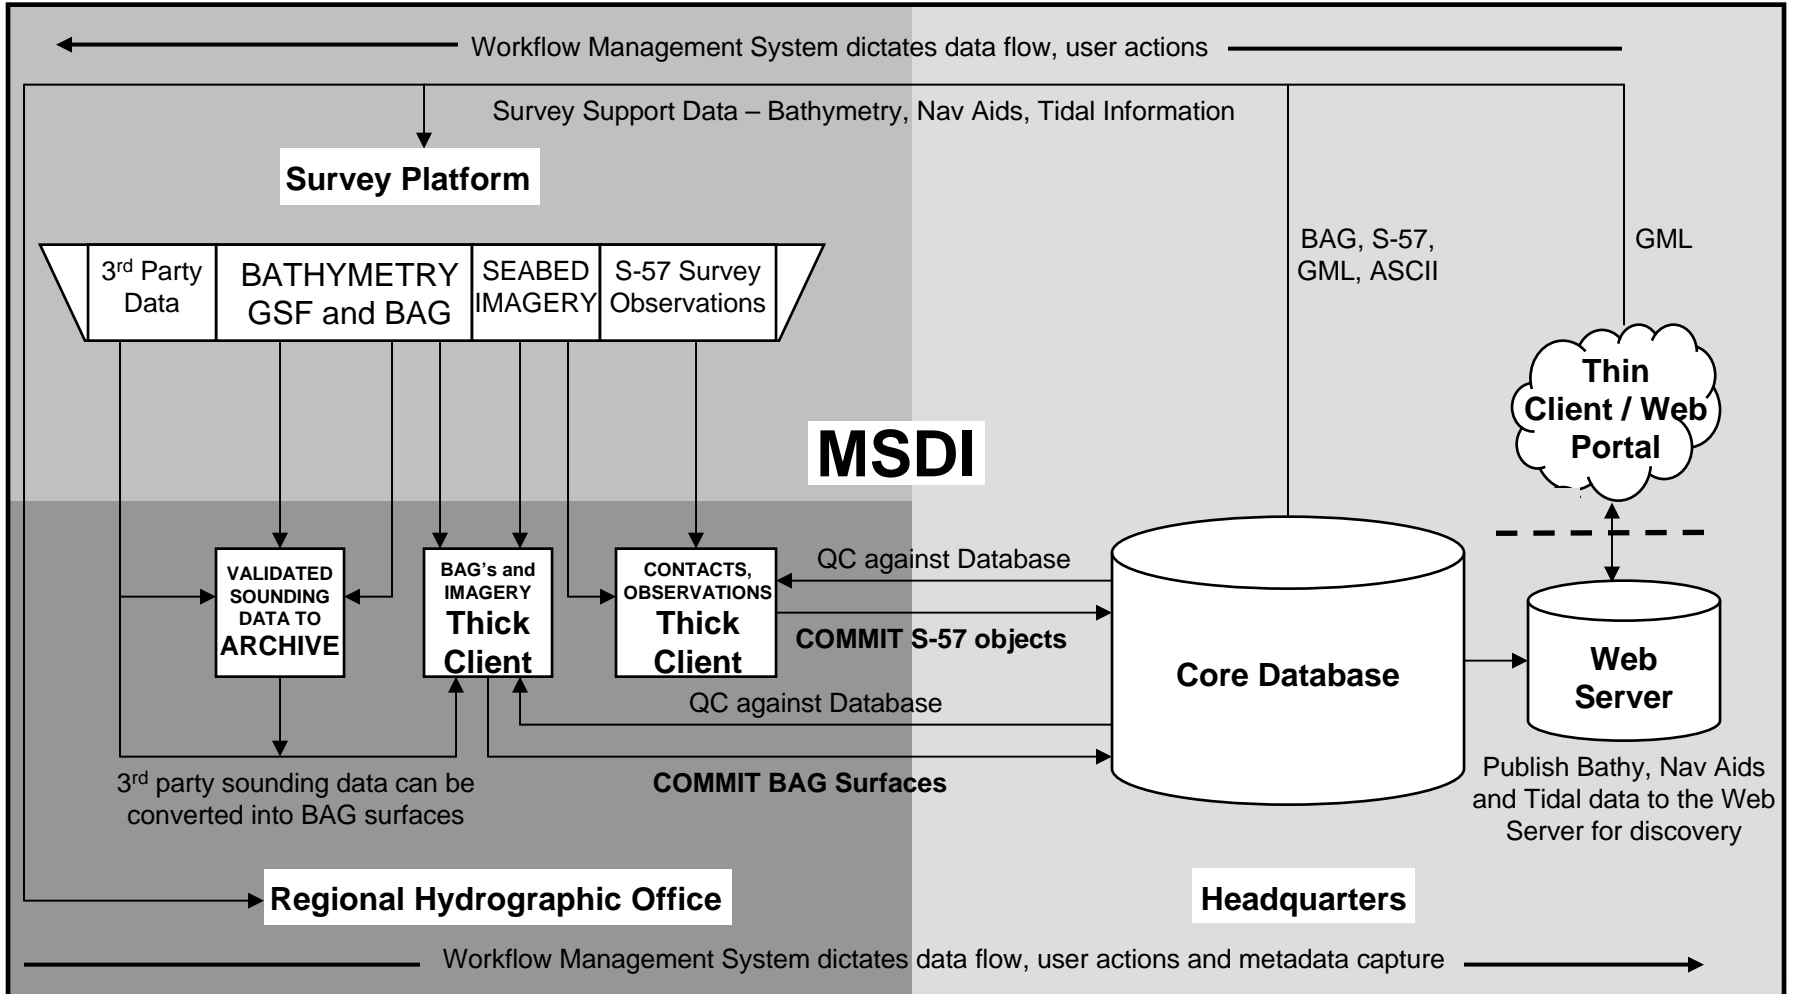 Workflow Management System dictates data flow, user actions
Survey Support Data – Bathymetry, Nav Aids, Tidal Information
Survey Platform
3rd Party
Data
BATHYMETRY
GSF and BAG
SEABED
IMAGERY
S-57 Survey
Observations
BAG, S-57,
GML, ASCII
GML
Thin
Client / Web
Portal
MSDI
VALIDATED
SOUNDING
DATA TO
ARCHIVE
BAG's and
IMAGERY
Thick
Client
CONTACTS,
OBSERVATIONS
Thick
Client
QC against Database
COMMIT S-57 objects
QC against Database
COMMIT BAG Surfaces
Core Database
Web
Server
3rd party sounding data can be
converted into BAG surfaces
Publish Bathy, Nav Aids
and Tidal data to the Web
Server for discovery
Regional Hydrographic Office
Headquarters
Workflow Management System dictates data flow, user actions and metadata capture